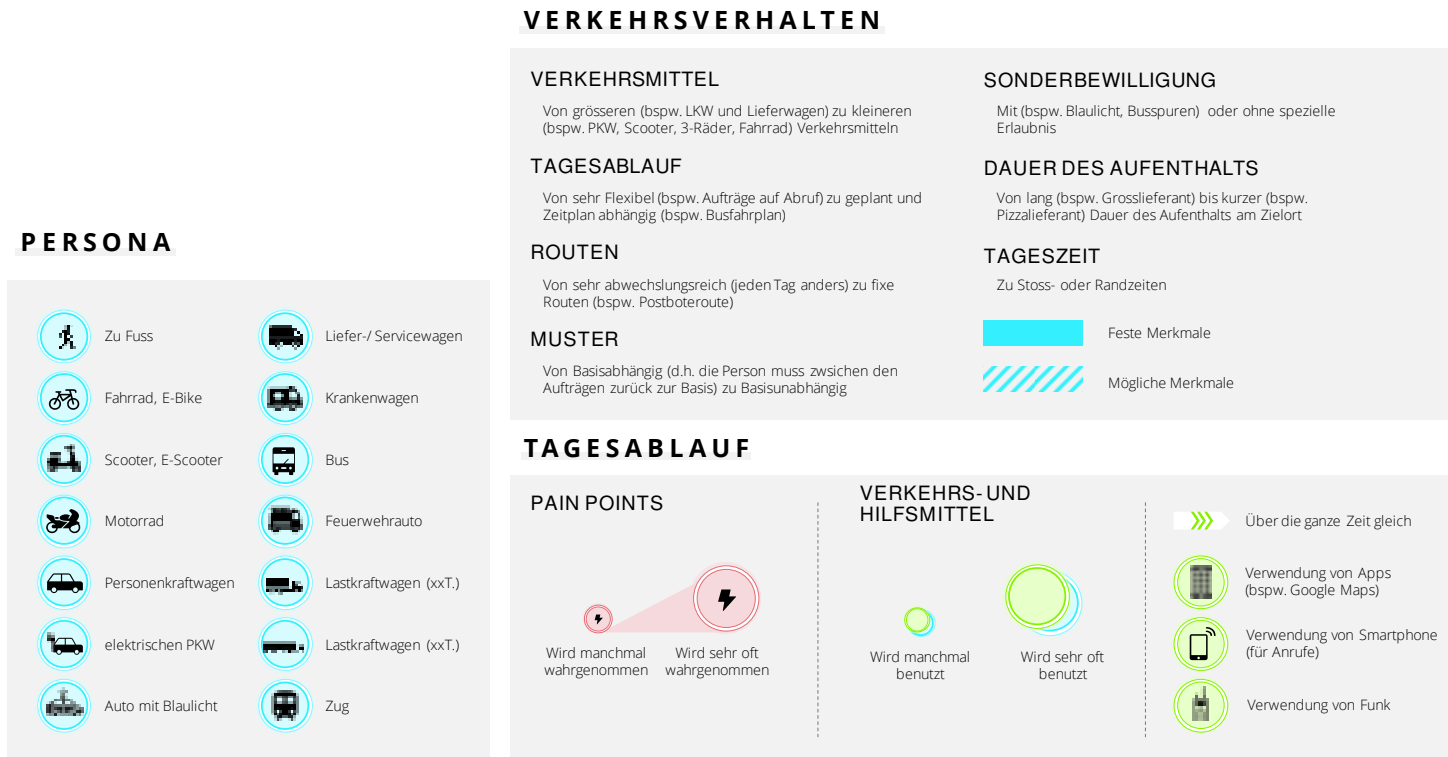 VERKEHRSVERHALTEN
VERKEHRSMITTEL
Von grösseren (bspw. LKW und Lieferwagen) zu kleineren
(bspw. PKW, Scooter, 3-Räder, Fahrrad) Verkehrsmitteln
TAGESABLAUF
Von sehr Flexibel (bspw. Aufträge auf Abruf) zu geplant und
Zeitplan abhängig (bspw. Busfahrplan)
ROUTEN
Von sehr abwechslungsreich (jeden Tag anders) zu fixe
Routen (bspw. Postboteroute)
MUSTER
Von Basisabhängig (d.h. die Person muss zwsichen den
Aufträgen zurück zur Basis) zu Basisunabhängig
SONDERBEWILLIGUNG
Mit (bspw. Blaulicht, Busspuren) oder ohne spezielle
Erlaubnis
DAUER DES AUFENTHALTS
Von lang (bspw. Grosslieferant) bis kurzer (bspw.
Pizzalieferant) Dauer des Aufenthalts am Zielort
TAGESZEIT
Zu Stoss- oder Randzeiten
Feste Merkmale
Mögliche Merkmale
PERSONA
Zu Fuss
Fahrrad, E-Bike
Scooter, E-Scooter
Motorrad
Personenkraftwagen
elektrischen PKW
Auto mit Blaulicht
Liefer-/ Servicewagen
Krankenwagen
Bus
Feuerwehrauto
Lastkraftwagen (xxT.)
Lastkraftwagen (xxT.)
Zug
TAGESABLAUF
PAIN POINTS
Wird manchmal
wahrgenommen
Wird sehr oft
wahrgenommen
VERKEHRS- UND
HILFSMITTEL
Wird manchmal
benutzt
Wird sehr oft
benutzt
Über die ganze Zeit gleich
Verwendung von Apps
(bspw. Google Maps)
Verwendung von Smartphone
(für Anrufe)
Verwendung von Funk